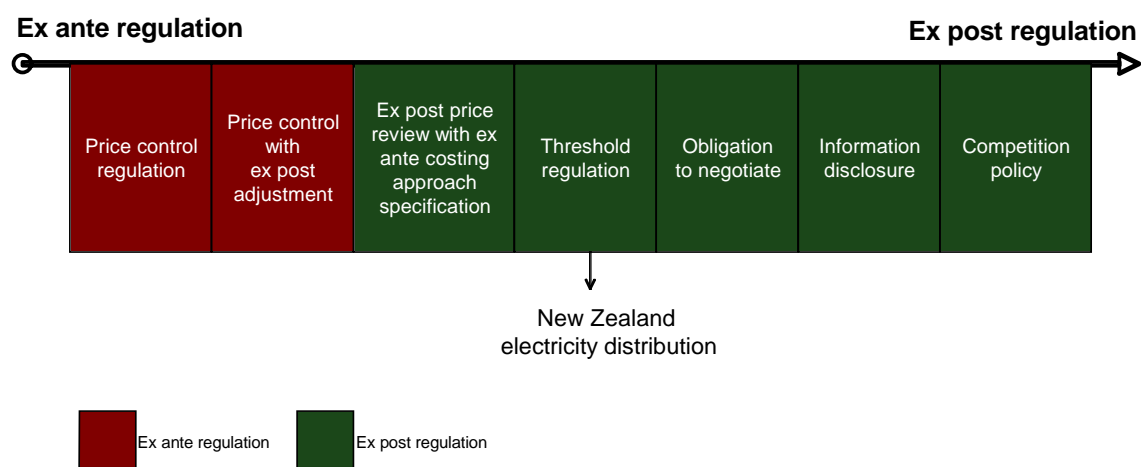 Ex ante regulation
Ex post regulation
Price control
regulation
Price control
with
ex post
adjustment
Ex post price
review with ex
ante costing
approach
specification
Threshold
regulation
Obligation
to negotiate
Information
disclosure
Competition
policy
New Zealand
electricity distribution
Ex ante regulation
Ex post regulation